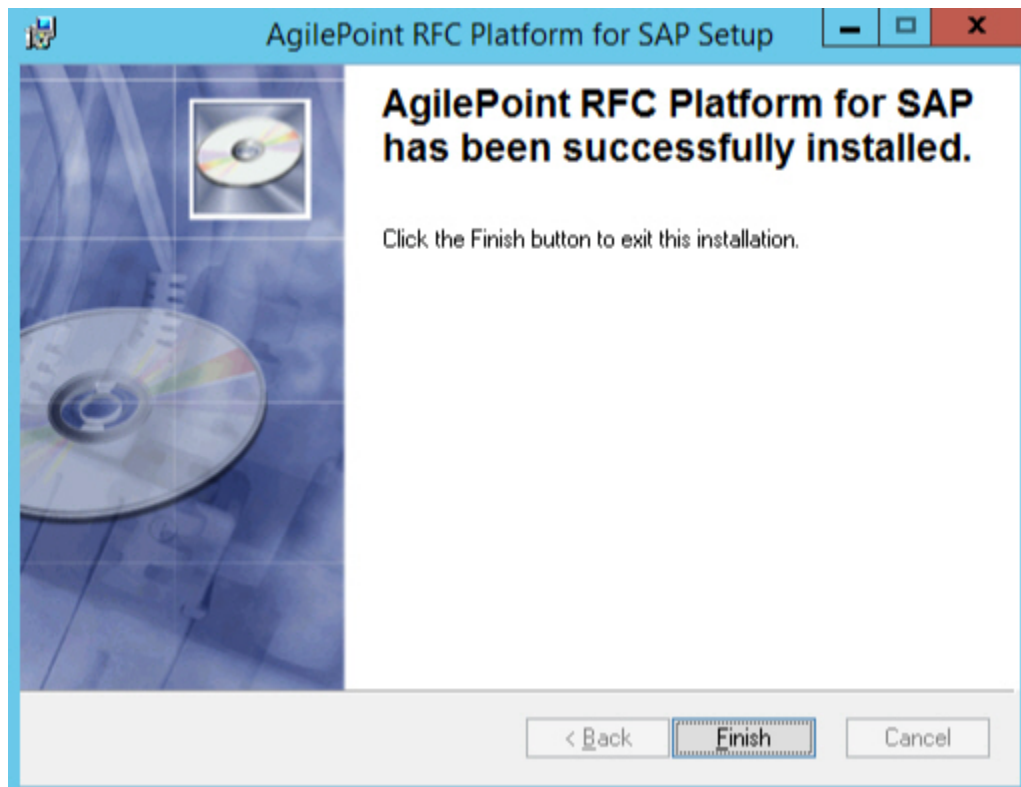 AgilePoint RFC Platform for SAP Setup
AgilePoint RFC Platform for SAP
has been successfully installed.
Click the Finish button to exit this installation.
< Back Finish Cancel